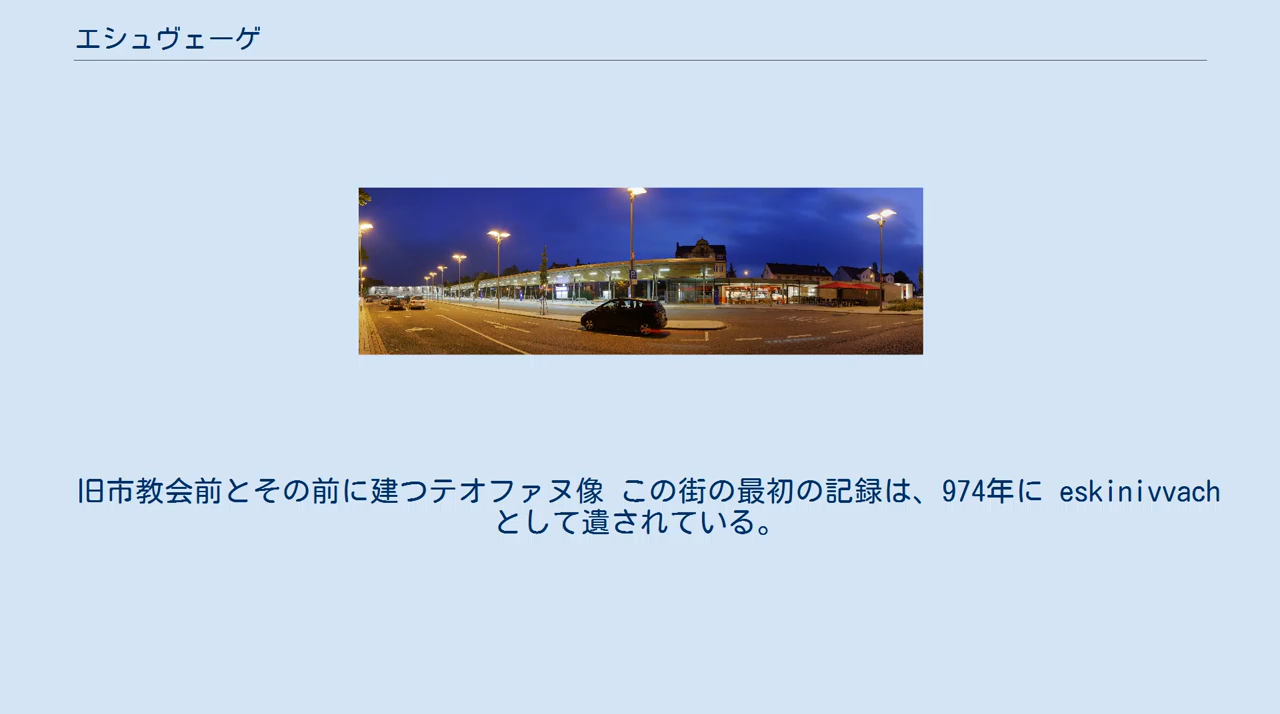 エシュヴェーゲ
旧市教会前とその前に建つテオファヌ像 この街の最初の記録は、974年に eskinivvach
として遺されている。